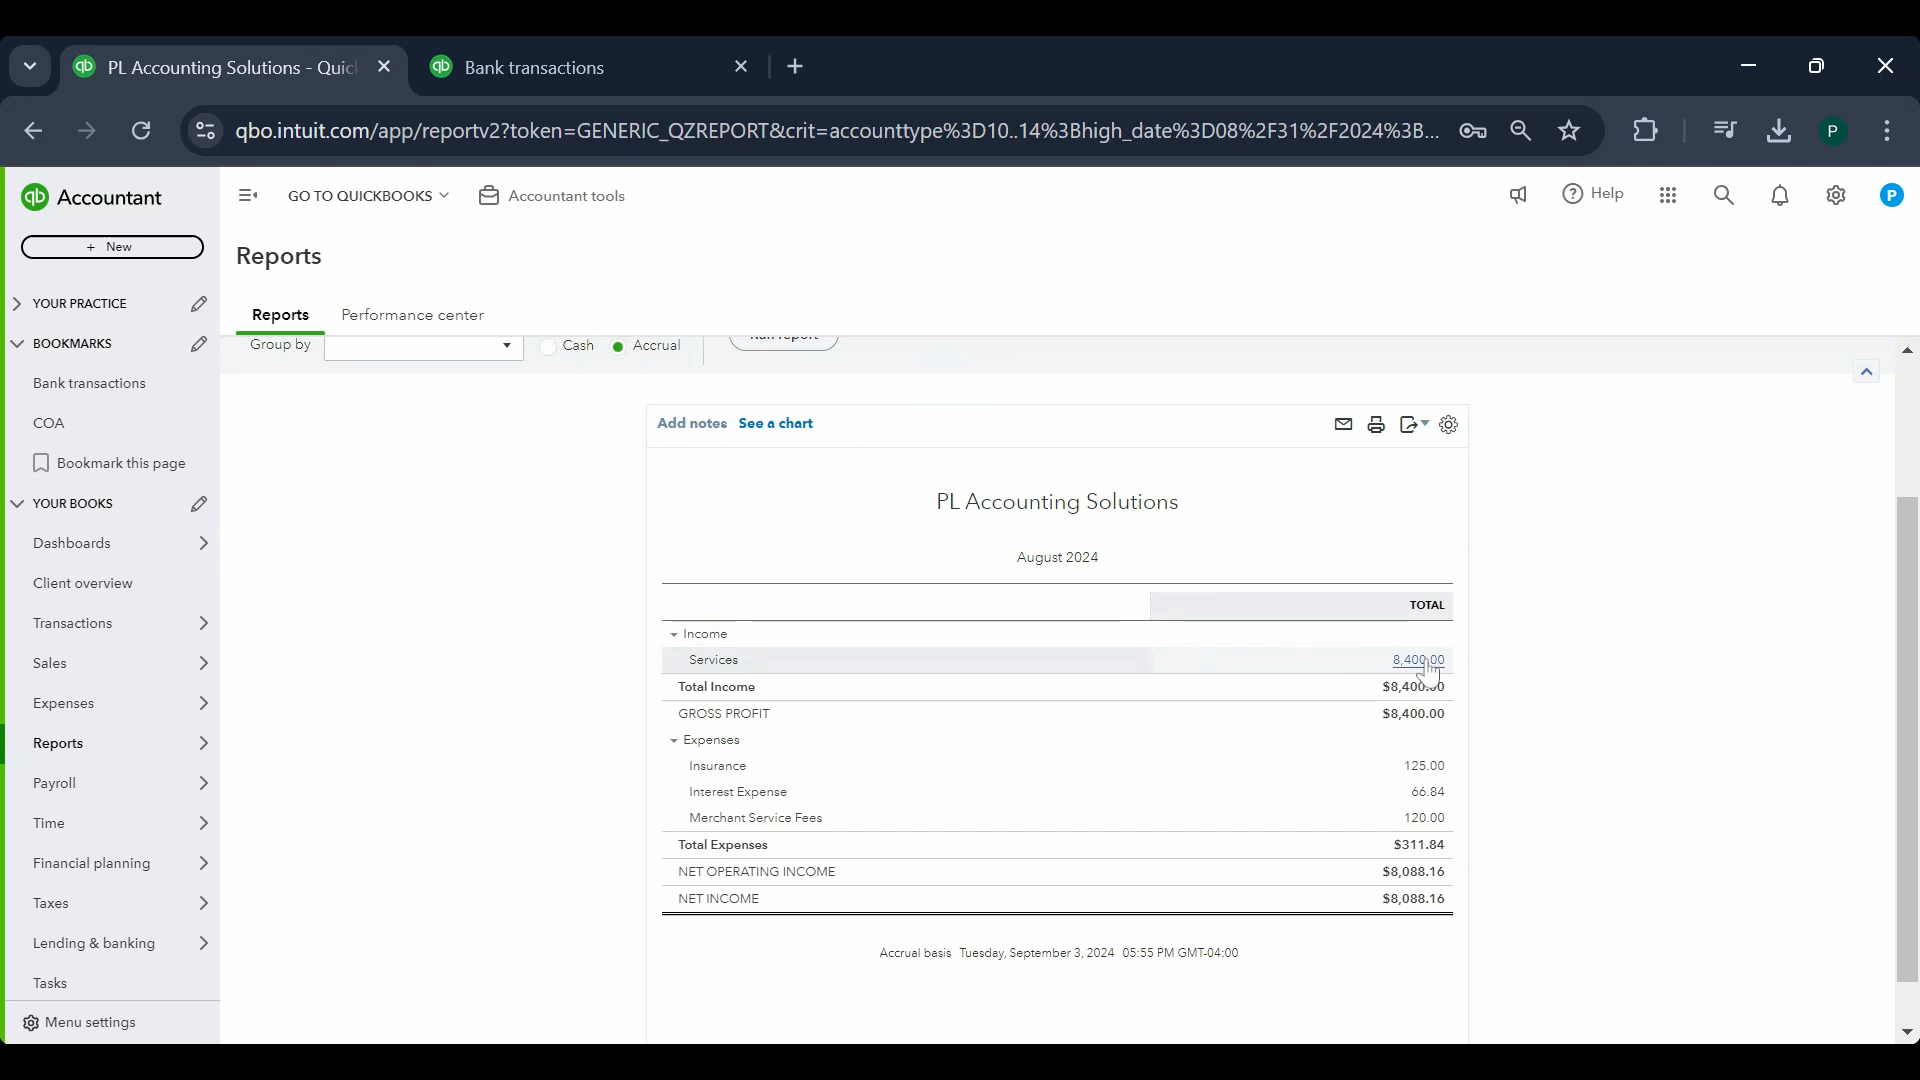 PL Accounting Solutions - Quic
Bank transactions
qbo.intuit.com/app/reportv2?token=GENERIC_QZREPORT&crit=accounttype%3D10..14%3Bhigh_date%3D08%2F31%2F2024%3B...
P
qb Accountant
GO TO QUICKBOOKS
Accountant tools
Help
P
+ New
Reports
YOUR PRACTICE
Reports
Performance center
BOOKMARKS
Group by
Cash
Accrual
Bank transactions
COA
Add notes See a chart
Bookmark this page
YOUR BOOKS
PL Accounting Solutions
Dashboards
August 2024
Client overview
TOTAL
Transactions
Income
Sales
Services 8,400.00
Total Income
GROSS PROFIT $8,400.00
Expenses
Expenses
Reports
Insurance 125.00
Payroll
Interest Expense 66.84
Time
Merchant Service Fees 120.00
Total Expenses $311.84
Financial planning
NET OPERATING INCOME $8,088.16
Taxes
NET INCOME $8,088.16
Lending & banking
Accrual basis Tuesday, September 3, 2024 05:55 PM GMT-04:00
Tasks
Menu settings